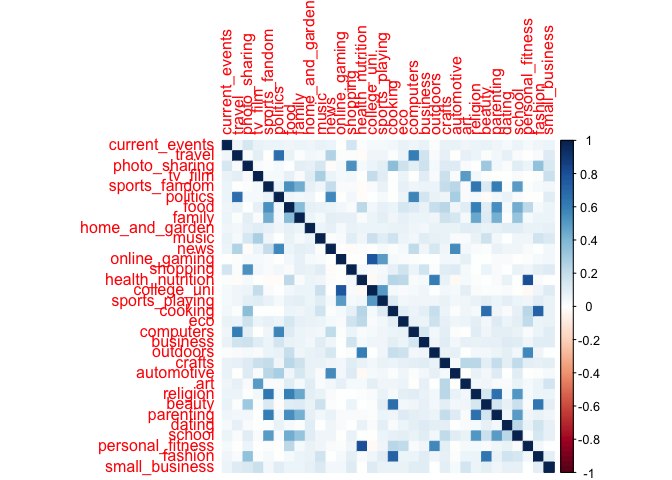 current_events
travel
photo_sharing
tv_film
sports_fandom
politics
food
family
home_and_garden
music
news
online_gaming
shopping
health_nutrition
college_uni
sports_playing
cooking
eco
computers
business
outdoors
crafts
automotive
art
religion
beauty
parenting
dating
school
personal_fitness
fashion
small_business
current_events
travel
photo_sharing
tv_film
sports_fandom
politics
food
family
home_and_garden
music
news
online_gaming
shopping
health_nutrition
college_uni
sports_playing
cooking
eco
computers
business
outdoors
crafts
automotive
art
religion
beauty
parenting
dating
school
personal_fitness
fashion
small_business
1
0.8
0.6
0.4
0.2
0
-0.2
-0.4
-0.6
-0.8
-1